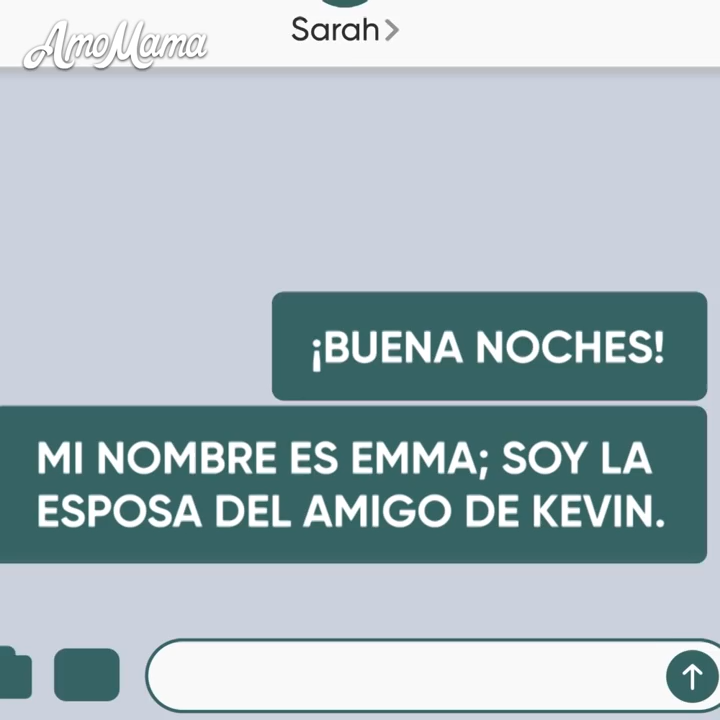 AmoMama
Sarah
¡BUENA NOCHES!
MI NOMBRE ES EMMA; SOY LA
ESPOSA DEL AMIGO DE KEVIN.